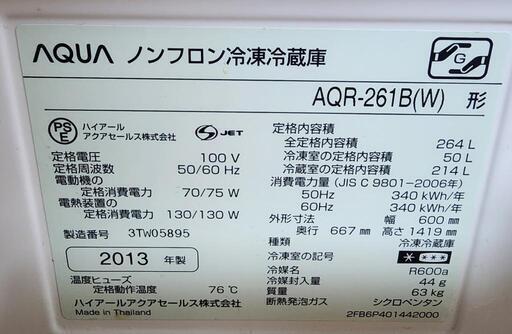 AQUA ノンフロン冷凍冷蔵庫
G
AQR-261B(W) 形
PSE
ハイアール
アクアセールス株式会社
S JET
定格電圧 100 V
定格周波数 50/60 Hz
電動機の
定格消費電力 70/75 W
電熱装置の
定格消費電力 130/130 W
製造番号 3TW05895
2013 年製
温度ヒューズ
定格動作温度 76℃
ハイアールアクアセールス株式会社
Made in Thailand
定格内容積
全定格内容積 264 L
冷凍室の定格内容積 50 L
冷蔵室の定格内容積 214 L
消費電力量 (JIS C 9801-2006年)
50Hz 340 kWh/年
60Hz 340 kWh/年
外形寸法 幅 600 mm
奥行 667 mm 高さ 1419 mm
種類 冷凍冷蔵庫
冷凍室の記号 * ***
冷媒名 R600a
冷媒封入量 44 g
質量 63 kg
断熱発泡ガス シクロペンタン
2FB6P401442000